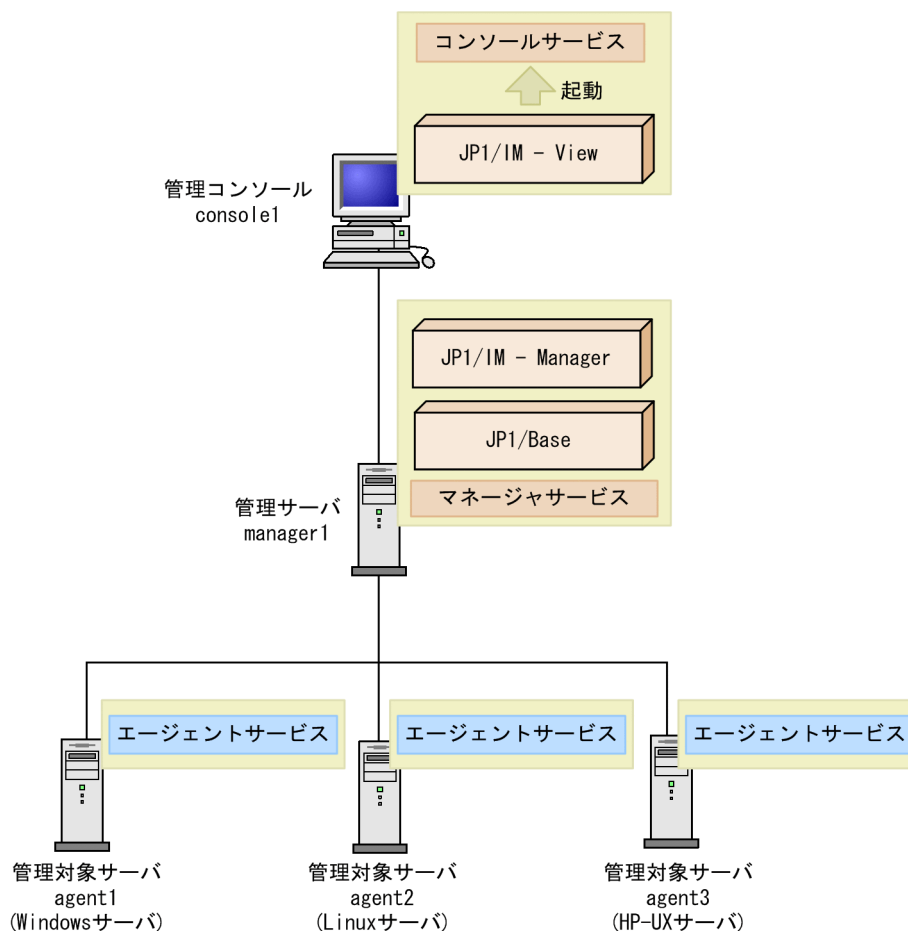 コンソールサービス
起動
JP1/IM - View
管理コンソール
console1
JP1/IM - Manager
JP1/Base
マネージャサービス
管理サーバ
manager1
エージェントサービス
エージェントサービス
エージェントサービス
管理対象サーバ
agent1
(Windowsサーバ)
管理対象サーバ
agent2
(Linuxサーバ)
管理対象サーバ
agent3
(HP-UXサーバ)